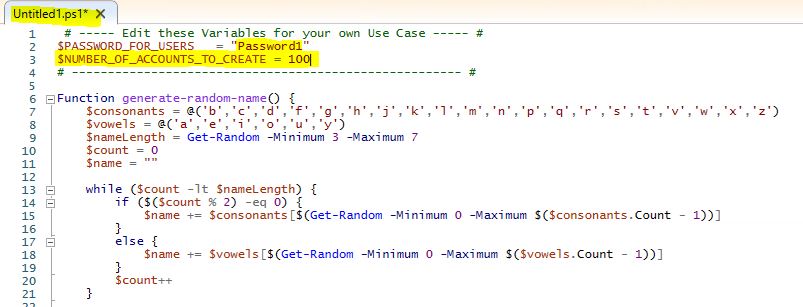 Untitled1.ps1* X
1 # ----- Edit these Variables for your own Use Case ----- #
2 $PASSWORD_FOR_USERS = "Password1"
3 $NUMBER_OF_ACCOUNTS_TO_CREATE = 100
4 # ------------------------------------------------------ #
5
6 Function generate-random-name() {
7 $consonants = @('b','c','d','f','g','h','j','k','l','m','n','p','q','r','s','t','v','w','x','z')
8 $vowels = @('a','e','i','o','u','y')
9 $nameLength = Get-Random -Minimum 3 -Maximum 7
10 $count = 0
11 $name = ""
12
13 while ($count -lt $nameLength) {
14 if ($($count % 2) -eq 0) {
15 $name += $consonants[$(Get-Random -Minimum 0 -Maximum $($consonants.Count - 1))]
16 }
17 else {
18 $name += $vowels[$(Get-Random -Minimum 0 -Maximum $($vowels.Count - 1))]
19 }
20 $count++
21 }